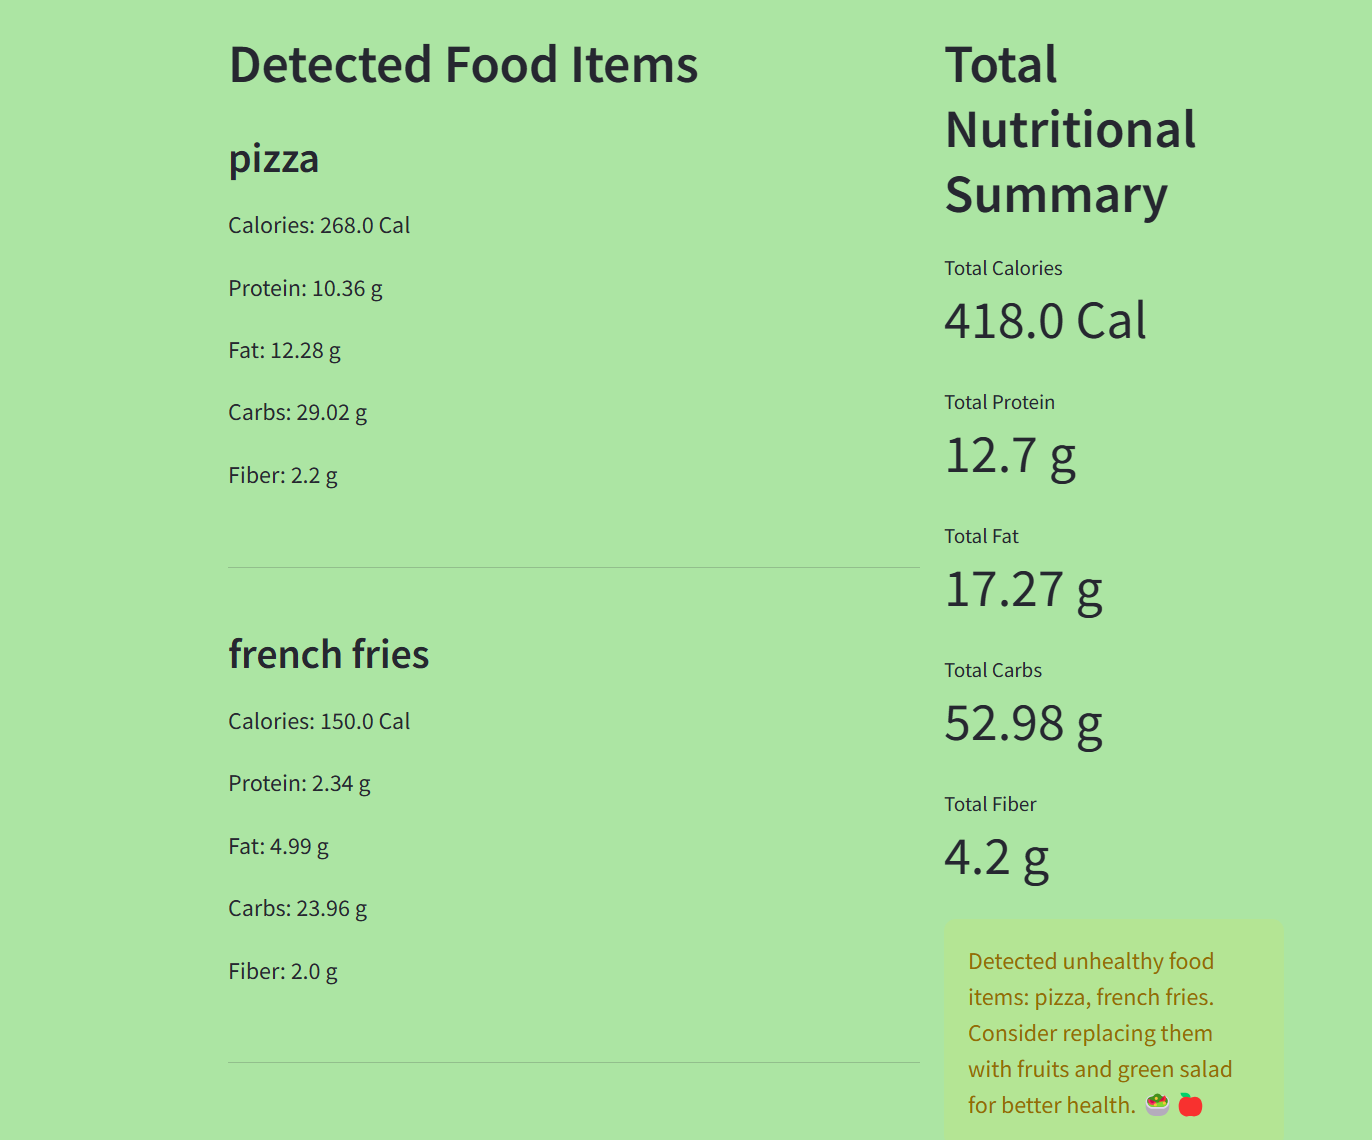 Detected Food Items
pizza
Calories: 268.0 Cal
Protein: 10.36 g
Fat: 12.28 g
Carbs: 29.02 g
Fiber: 2.2 g
french fries
Calories: 150.0 Cal
Protein: 2.34 g
Fat: 4.99 g
Carbs: 23.96 g
Fiber: 2.0 g
Total
Nutritional
Summary
Total Calories
418.0 Cal
Total Protein
12.7 g
Total Fat
17.27 g
Total Carbs
52.98 g
Total Fiber
4.2 g
Detected unhealthy food
items: pizza, french fries.
Consider replacing them
with fruits and green salad
for better health. 🥗 🍎